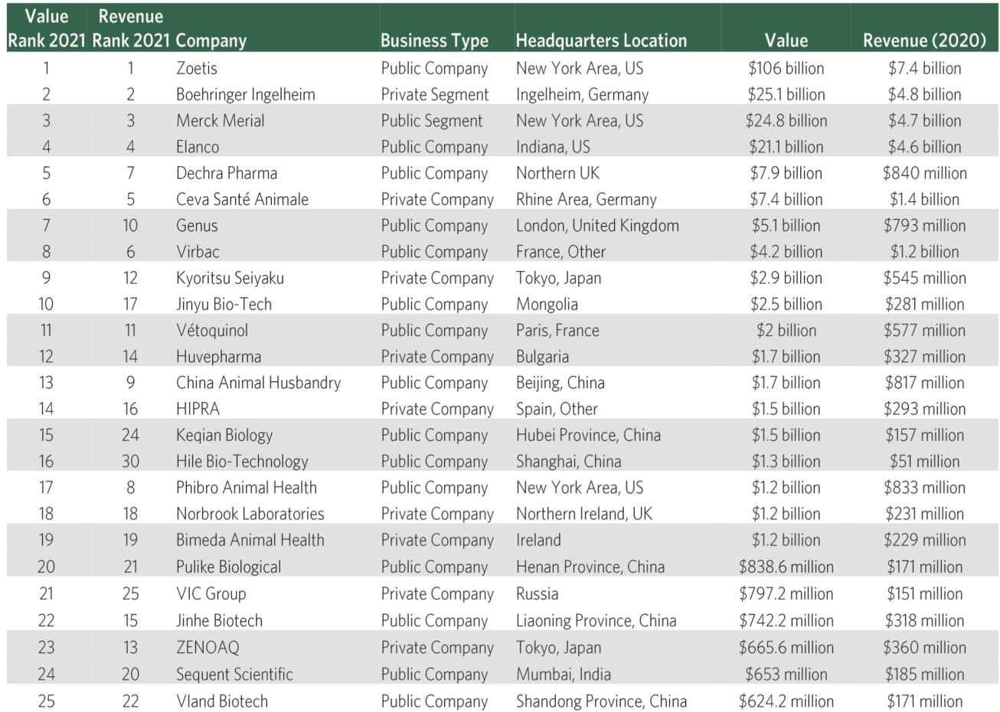 Value Revenue
Rank 2021 Rank 2021 Company Business Type Headquarters Location Value Revenue (2020)
1 1 Zoetis Public Company New York Area, US $106 billion $7.4 billion
2 2 Boehringer Ingelheim Private Segment Ingelheim, Germany $25.1 billion $4.8 billion
3 3 Merck Merial Public Segment New York Area, US $24.8 billion $4.7 billion
4 4 Elanco Public Company Indiana, US $21.1 billion $4.6 billion
5 7 Dechra Pharma Public Company Northern UK $7.9 billion $840 million
6 5 Ceva Santé Animale Private Company Rhine Area, Germany $7.4 billion $1.4 billion
7 10 Genus Public Company London, United Kingdom $5.1 billion $793 million
8 6 Virbac Public Company France, Other $4.2 billion $1.2 billion
9 12 Kyoritsu Seiyaku Private Company Tokyo, Japan $2.9 billion $545 million
10 17 Jinyu Bio-Tech Public Company Mongolia $2.5 billion $281 million
11 11 Vétoquinol Public Company Paris, France $2 billion $577 million
12 14 Huvepharma Private Company Bulgaria $1.7 billion $327 million
13 9 China Animal Husbandry Public Company Beijing, China $1.7 billion $817 million
14 16 HIPRA Private Company Spain, Other $1.5 billion $293 million
15 24 Keqian Biology Public Company Hubei Province, China $1.5 billion $157 million
16 30 Hile Bio-Technology Public Company Shanghai, China $1.3 billion $51 million
17 8 Phibro Animal Health Public Company New York Area, US $1.2 billion $833 million
18 18 Norbrook Laboratories Private Company Northern Ireland, UK $1.2 billion $231 million
19 19 Bimeda Animal Health Private Company Ireland $1.2 billion $229 million
20 21 Pulike Biological Public Company Henan Province, China $838.6 million $171 million
21 25 VIC Group Private Company Russia $797.2 million $151 million
22 15 Jinhe Biotech Public Company Liaoning Province, China $742.2 million $318 million
23 13 ZENOAQ Private Company Tokyo, Japan $665.6 million $360 million
24 20 Sequent Scientific Public Company Mumbai, India $653 million $185 million
25 22 Vland Biotech Public Company Shandong Province, China $624.2 million $171 million